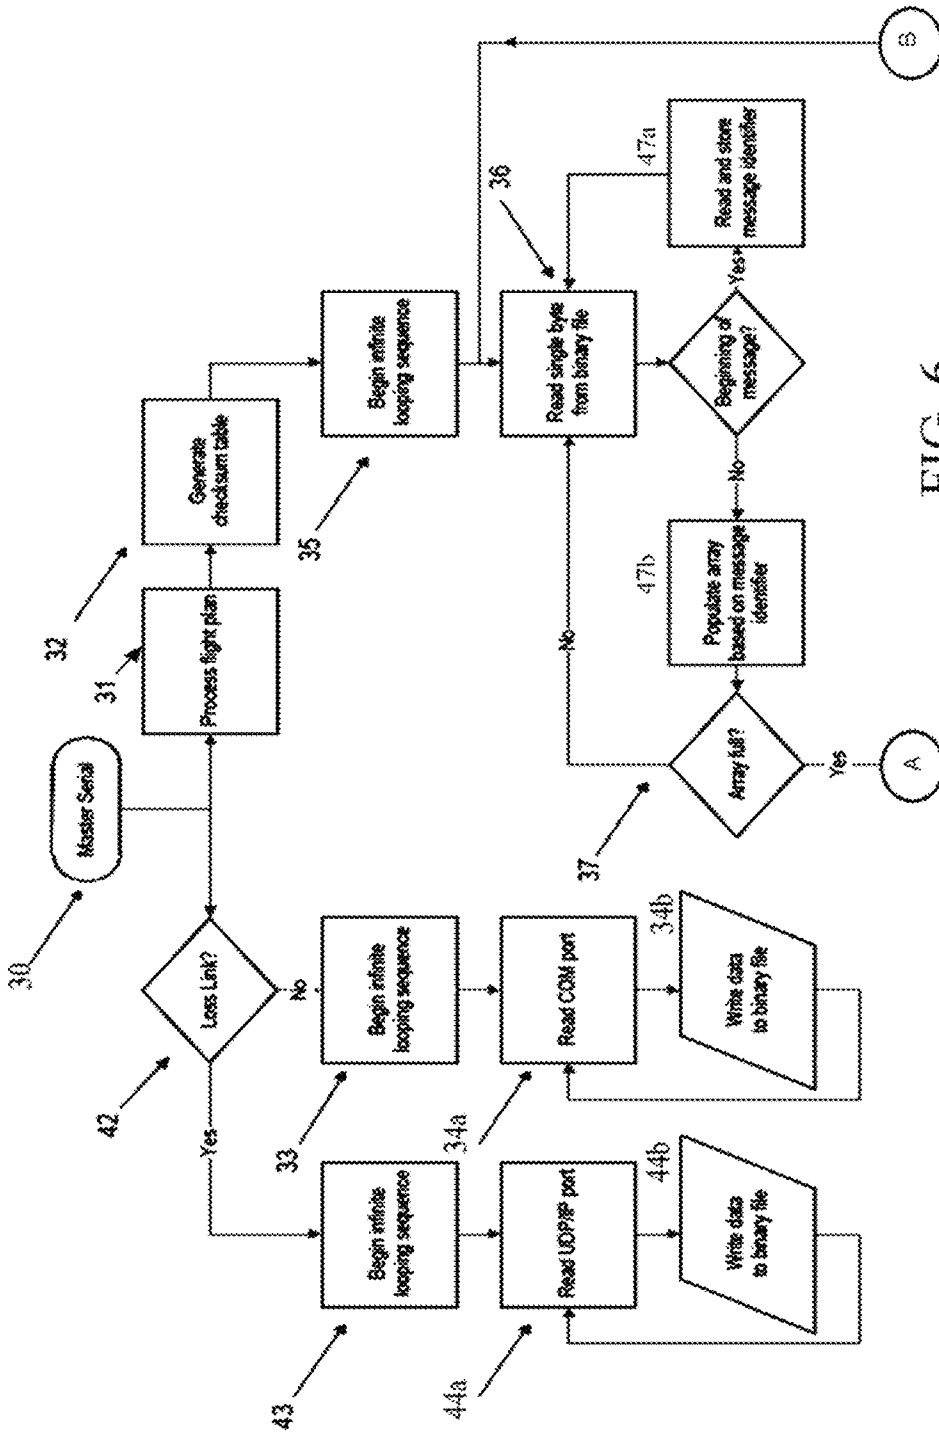 30
Master Serial
42
Loss Link?
Yes
No
31
Process flight plan
32
Generate
checksum table
43
Begin infinite
looping sequence
33
Begin infinite
looping sequence
35
Begin infinite
looping sequence
44a
Read UDP/IP port
34a
Read COM port
36
Read single byte
from binary file
No
44b
Write data
to binary file
34b
Write data
to binary file
37
Array full?
Yes
47b
Populate array
based on message
identifier
No
Beginning of
message?
Yes
47a
Read and store
message identifier
A
B
FIG. 6